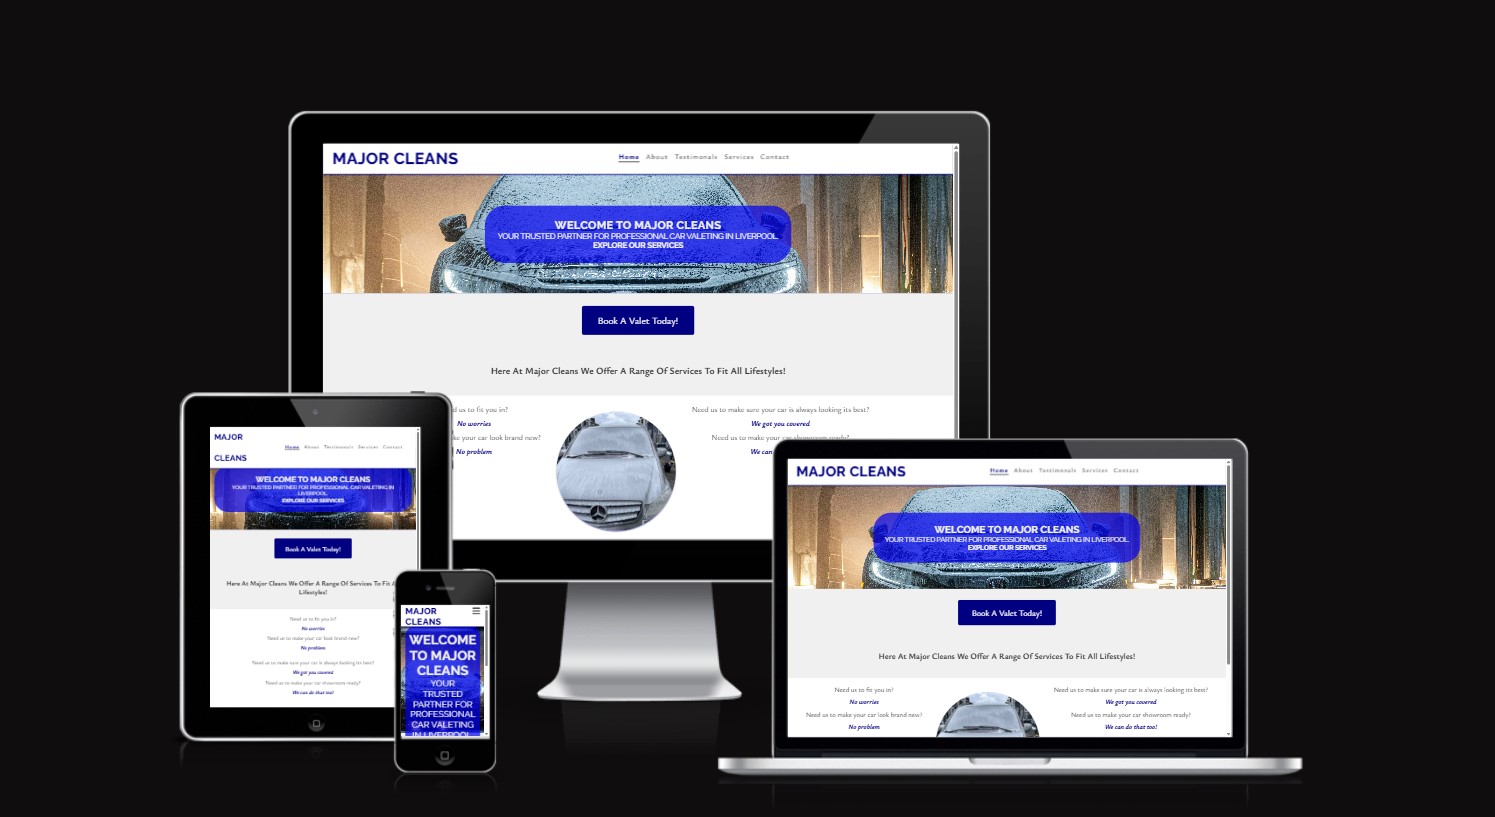 MAJOR CLEANS
Home About Testimonals Services Contact
WELCOME TO MAJOR CLEANS
YOUR TRUSTED PARTNER FOR PROFESSIONAL CAR VALETING IN LIVERPOOL.
EXPLORE OUR SERVICES
Book A Valet Today!
Here At Major Cleans We Offer A Range Of Services To Fit All Lifestyles!
us to fit you in?
No worries
your car look brand new?
No problem
Need us to make sure your car is always looking its best?
We got you covered
Need us to make your car showroom ready?
We can
MAJOR
CLEANS
Home About Testimonals Services Contact
WELCOME TO MAJOR CLEANS
YOUR TRUSTED PARTNER FOR PROFESSIONAL CAR VALETING IN
LIVERPOOL.
EXPLORE OUR SERVICES
Book A Valet Today!
Here At Major Cleans We Offer A Range Of Services To Fit
Lifestyles!
Need us to fit you in?
No worries
Need us to make your car look brand new?
No problem
Need us to make sure your car is always looking its best?
We got you covered
Need us to make your car showroom ready?
We can do that too!
MAJOR
CLEANS
WELCOME
TO MAJOR
CLEANS
YOUR
TRUSTED
PARTNER FOR
PROFESSIONAL
CAR VALETING
IN LIVERPOOL.
MAJOR CLEANS
Home About Testimonals Services Contact
WELCOME TO MAJOR CLEANS
YOUR TRUSTED PARTNER FOR PROFESSIONAL CAR VALETING IN LIVERPOOL.
EXPLORE OUR SERVICES
Book A Valet Today!
Here At Major Cleans We Offer A Range Of Services To Fit All Lifestyles!
Need us to fit you in?
No worries
Need us to make your car look brand new?
No problem
Need us to make sure your car is always looking its best?
We got you covered
Need us to make your car showroom ready?
We can do that too!